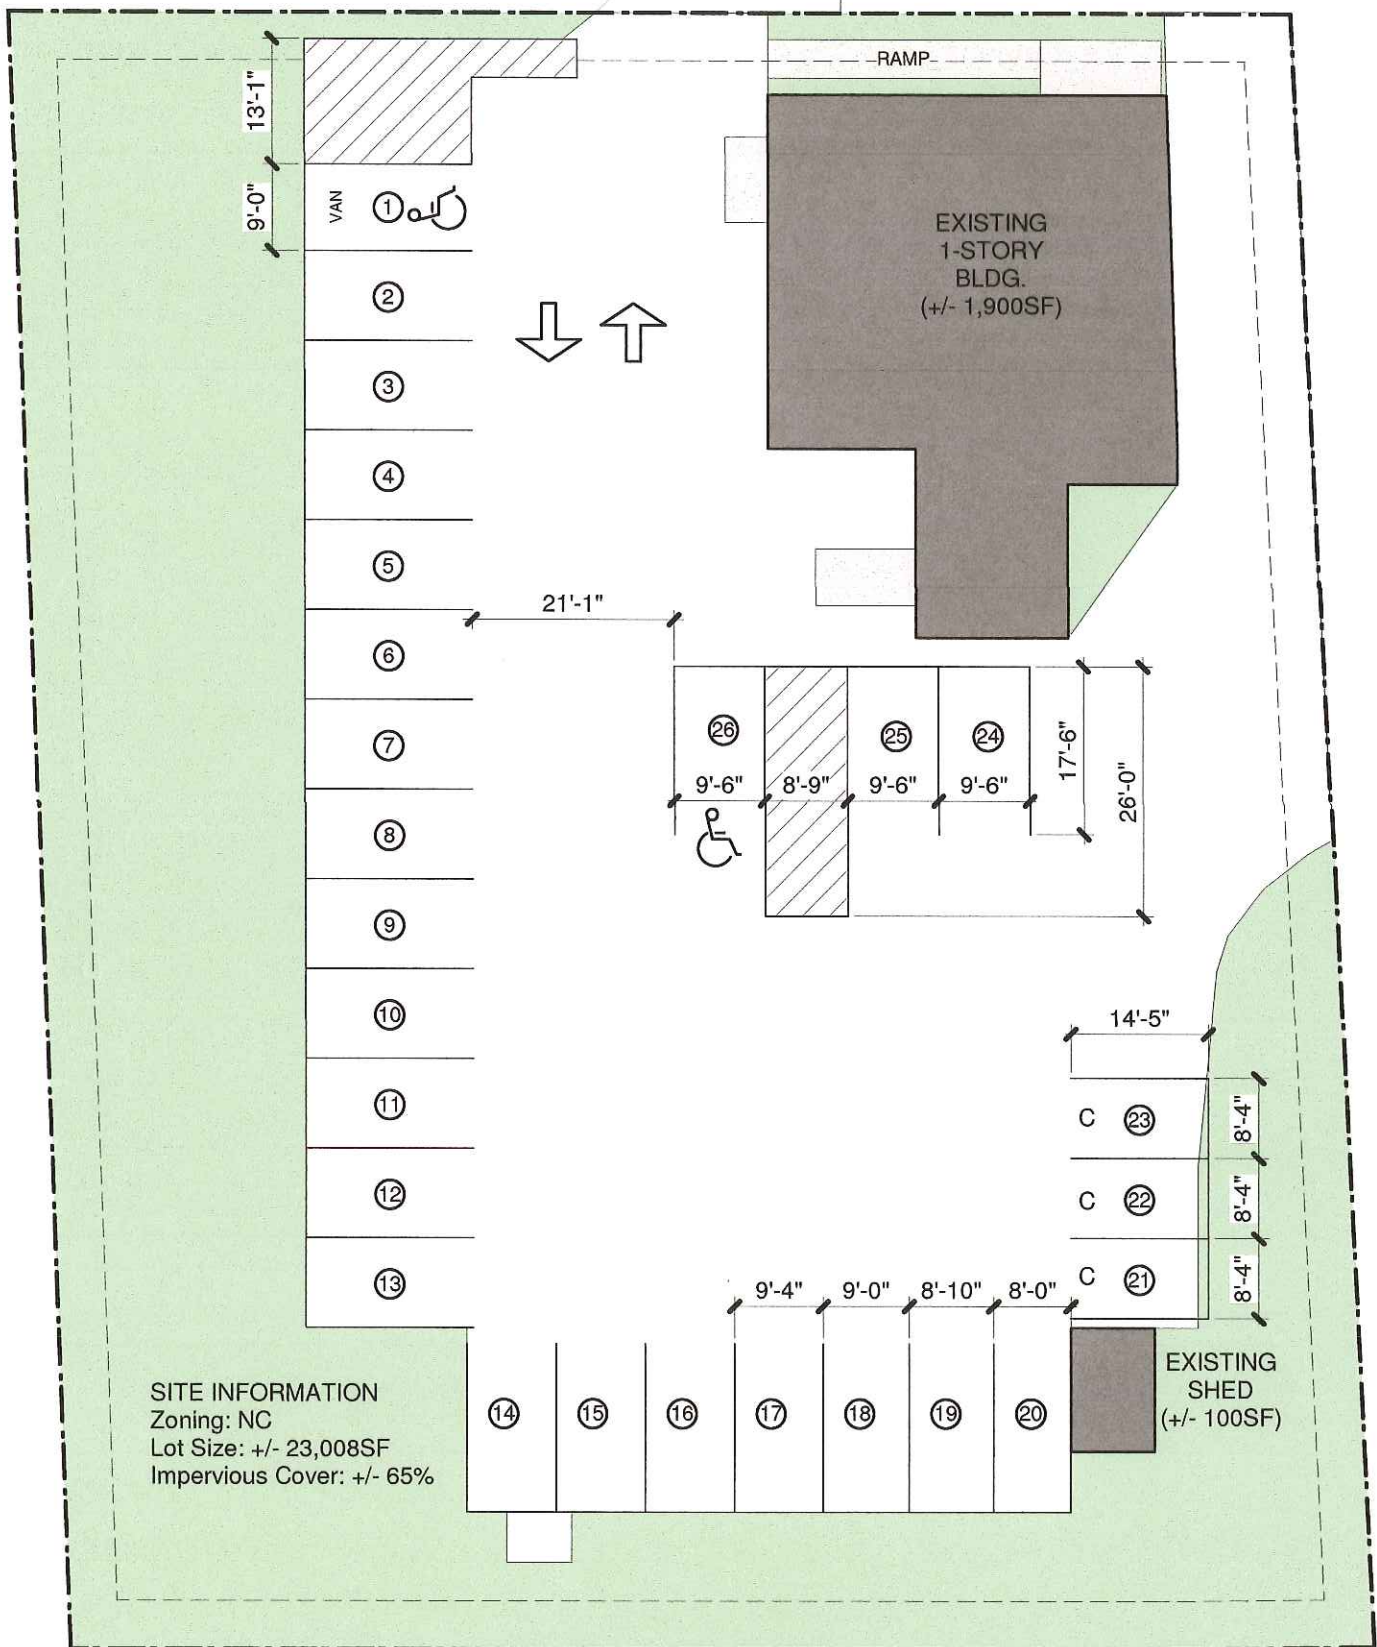 RAMP
13'-1"
9'-0"
VAN
1
EXISTING
1-STORY
BLDG.
(+/- 1,900SF)
2
3
4
5
21'-1"
6
26
25
24
7
17'-6"
26'-0"
9'-6"
8'-9"
9'-6"
9'-6"
8
9
10
14'-5"
11
C
23
8'-4"
12
C
22
8'-4"
13
9'-4"
9'-0"
8'-10"
8'-0"
C
21
8'-4"
EXISTING
SHED
(+/- 100SF)
SITE INFORMATION
Zoning: NC
Lot Size: +/- 23,008SF
Impervious Cover: +/- 65%
14
15
16
17
18
19
20